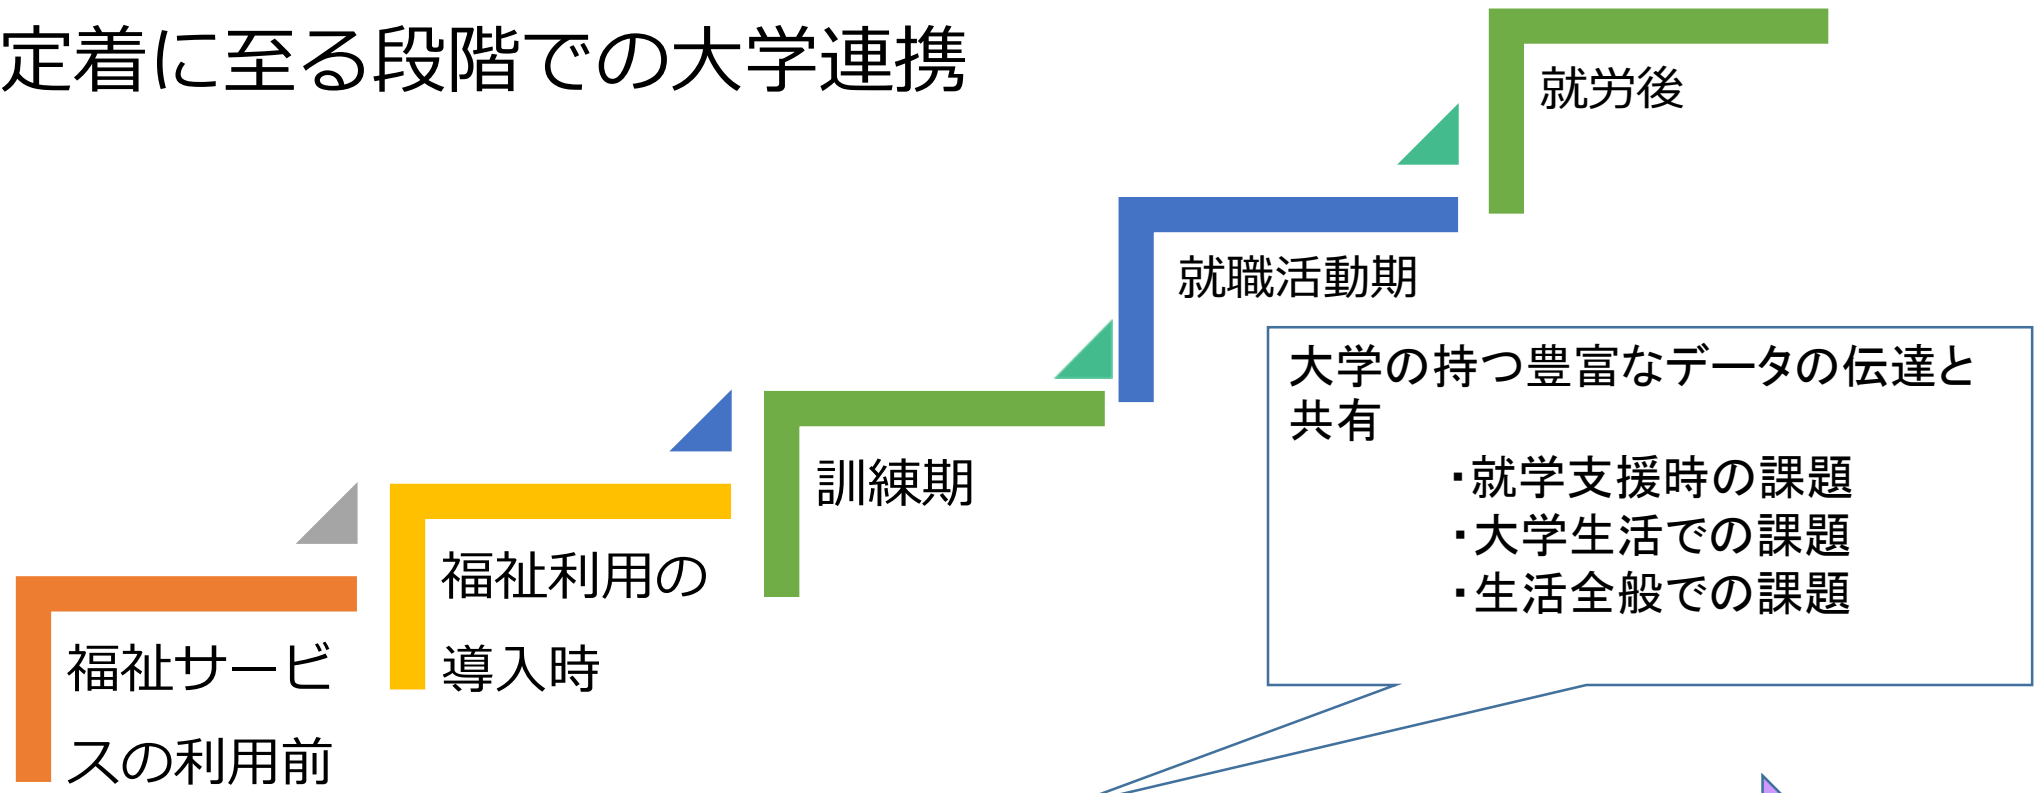 定着に至る段階での大学連携
就労後
就職活動期
訓練期
福祉利用の
導入時
福祉サービ
スの利用前
大学の持つ豊富なデータの伝達と
共有
・就学支援時の課題
・大学生活での課題
・生活全般での課題